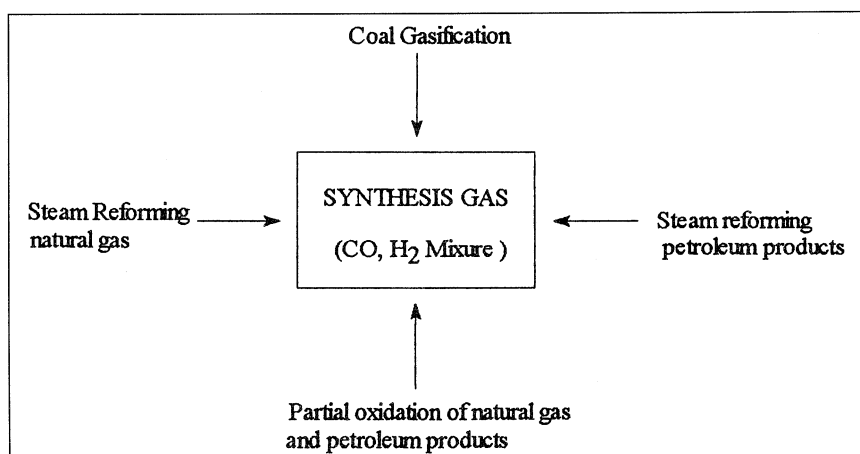 Coal Gasification
SYNTHESIS GAS
(CO, H2 Mixure )
Steam Reforming
natural gas
Steam reforming
petroleum products
Partial oxidation of natural gas
and petroleum products